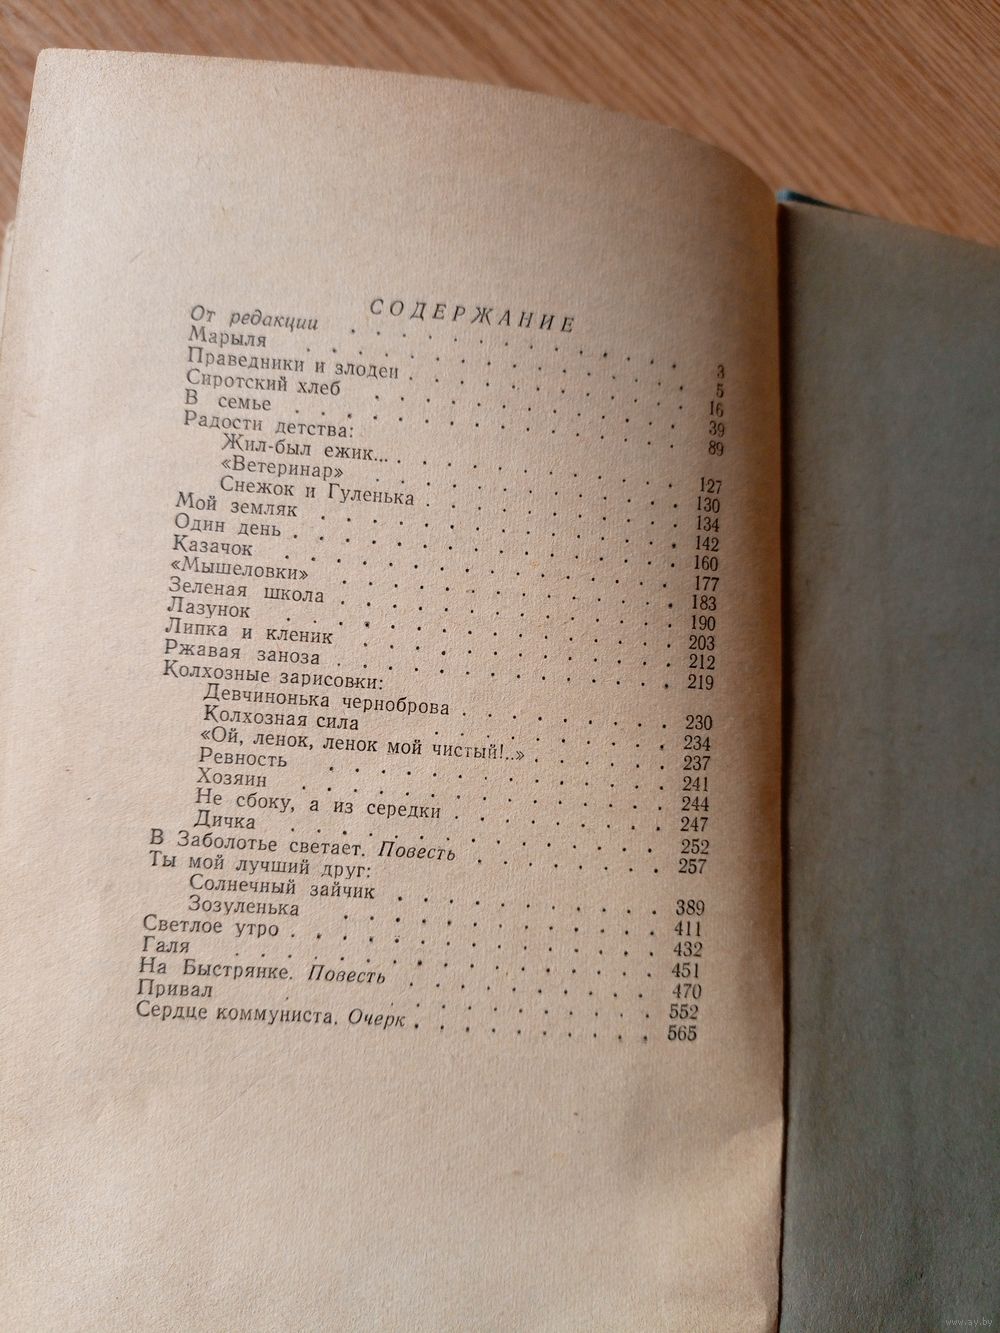 СОДЕРЖАНИЕ
От редакции . . . . . . . . . . . . 3
Марыля . . . . . . . . . . . . 5
Праведники и злодеи . . . . . . . . . . 16
Сиротский хлеб . . . . . . . . . . 39
В семье . . . . . . . . . . . . 89
Радости детства:
Жил-был ежик... . . . . . . . . . . 127
«Ветеринар» . . . . . . . . . . 130
Снежок и Гуленька . . . . . . . . . 134
Мой земляк . . . . . . . . . . . . 142
Один день . . . . . . . . . . . . 160
Казачок . . . . . . . . . . . . 177
«Мышеловки» . . . . . . . . . . . 183
Зеленая школа . . . . . . . . . . . 190
Лазунок . . . . . . . . . . . . 203
Липка и кленик . . . . . . . . . . . 212
Ржавая заноза . . . . . . . . . . . 219
Колхозные зарисовки:
Девчинонька черноброва . . . . . . . . 230
Колхозная сила . . . . . . . . . 234
«Ой, ленок, ленок мой чистый!..» . . . . . . 237
Ревность . . . . . . . . . . . 241
Хозяин . . . . . . . . . . . 244
Не сбоку, а из середки . . . . . . . . 247
Дичка . . . . . . . . . . . 252
В Заболотье светает. Повесть . . . . . . . 257
Ты мой лучший друг:
Солнечный зайчик . . . . . . . . . . 389
Зозуленька . . . . . . . . . . 411
Светлое утро . . . . . . . . . . . . 432
Галя . . . . . . . . . . . . 451
На Быстрянке. Повесть . . . . . . . . . 470
Привал . . . . . . . . . . . . 552
Сердце коммуниста. Очерк . . . . . . . . . 565
www.ay.by